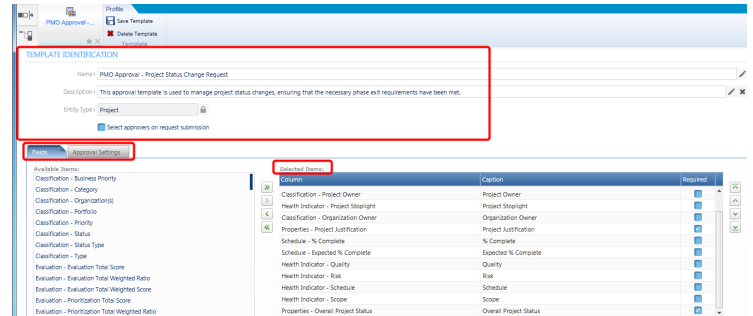 Profile
PMO Approval -...
Save Template
Delete Template
Template
TEMPLATE IDENTIFICATION
Name: PMO Approval - Project Status Change Request
Description: This approval template is used to manage project status changes, ensuring that the necessary phase exit requirements have been met.
Entity Type: Project
Select approvers on request submission
Fields Approval Settings
Available Items:
Classification - Business Priority
Classification - Category
Classification - Organization(s)
Classification - Portfolio
Classification - Priority
Classification - Status
Classification - Status Type
Classification - Type
Evaluation - Evaluation Total Score
Evaluation - Evaluation Total Weighted Ratio
Evaluation - Evaluation Total Weighted Score
Evaluation - Prioritization Total Score
Evaluation - Prioritization Total Weighted Ratio
Selected Items:
Column Caption Required
Classification - Project Owner Project Owner
Health Indicator - Project Stoplight Project Stoplight
Classification - Organization Owner Organization Owner
Properties - Project Justification Project Justification
Schedule - % Complete % Complete
Schedule - Expected % Complete Expected % Complete
Health Indicator - Quality Quality
Health Indicator - Risk Risk
Health Indicator - Schedule Schedule
Health Indicator - Scope Scope
Properties - Overall Project Status Overall Project Status